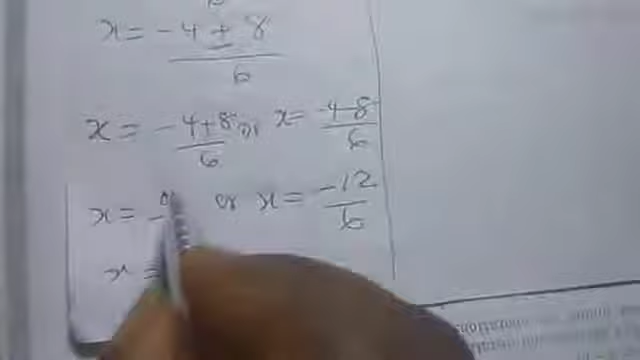 x = -4 ± 8 / 6
x = -4+8 / 6 or x = -4-8 / 6
x = or x = -12 / 6
x =